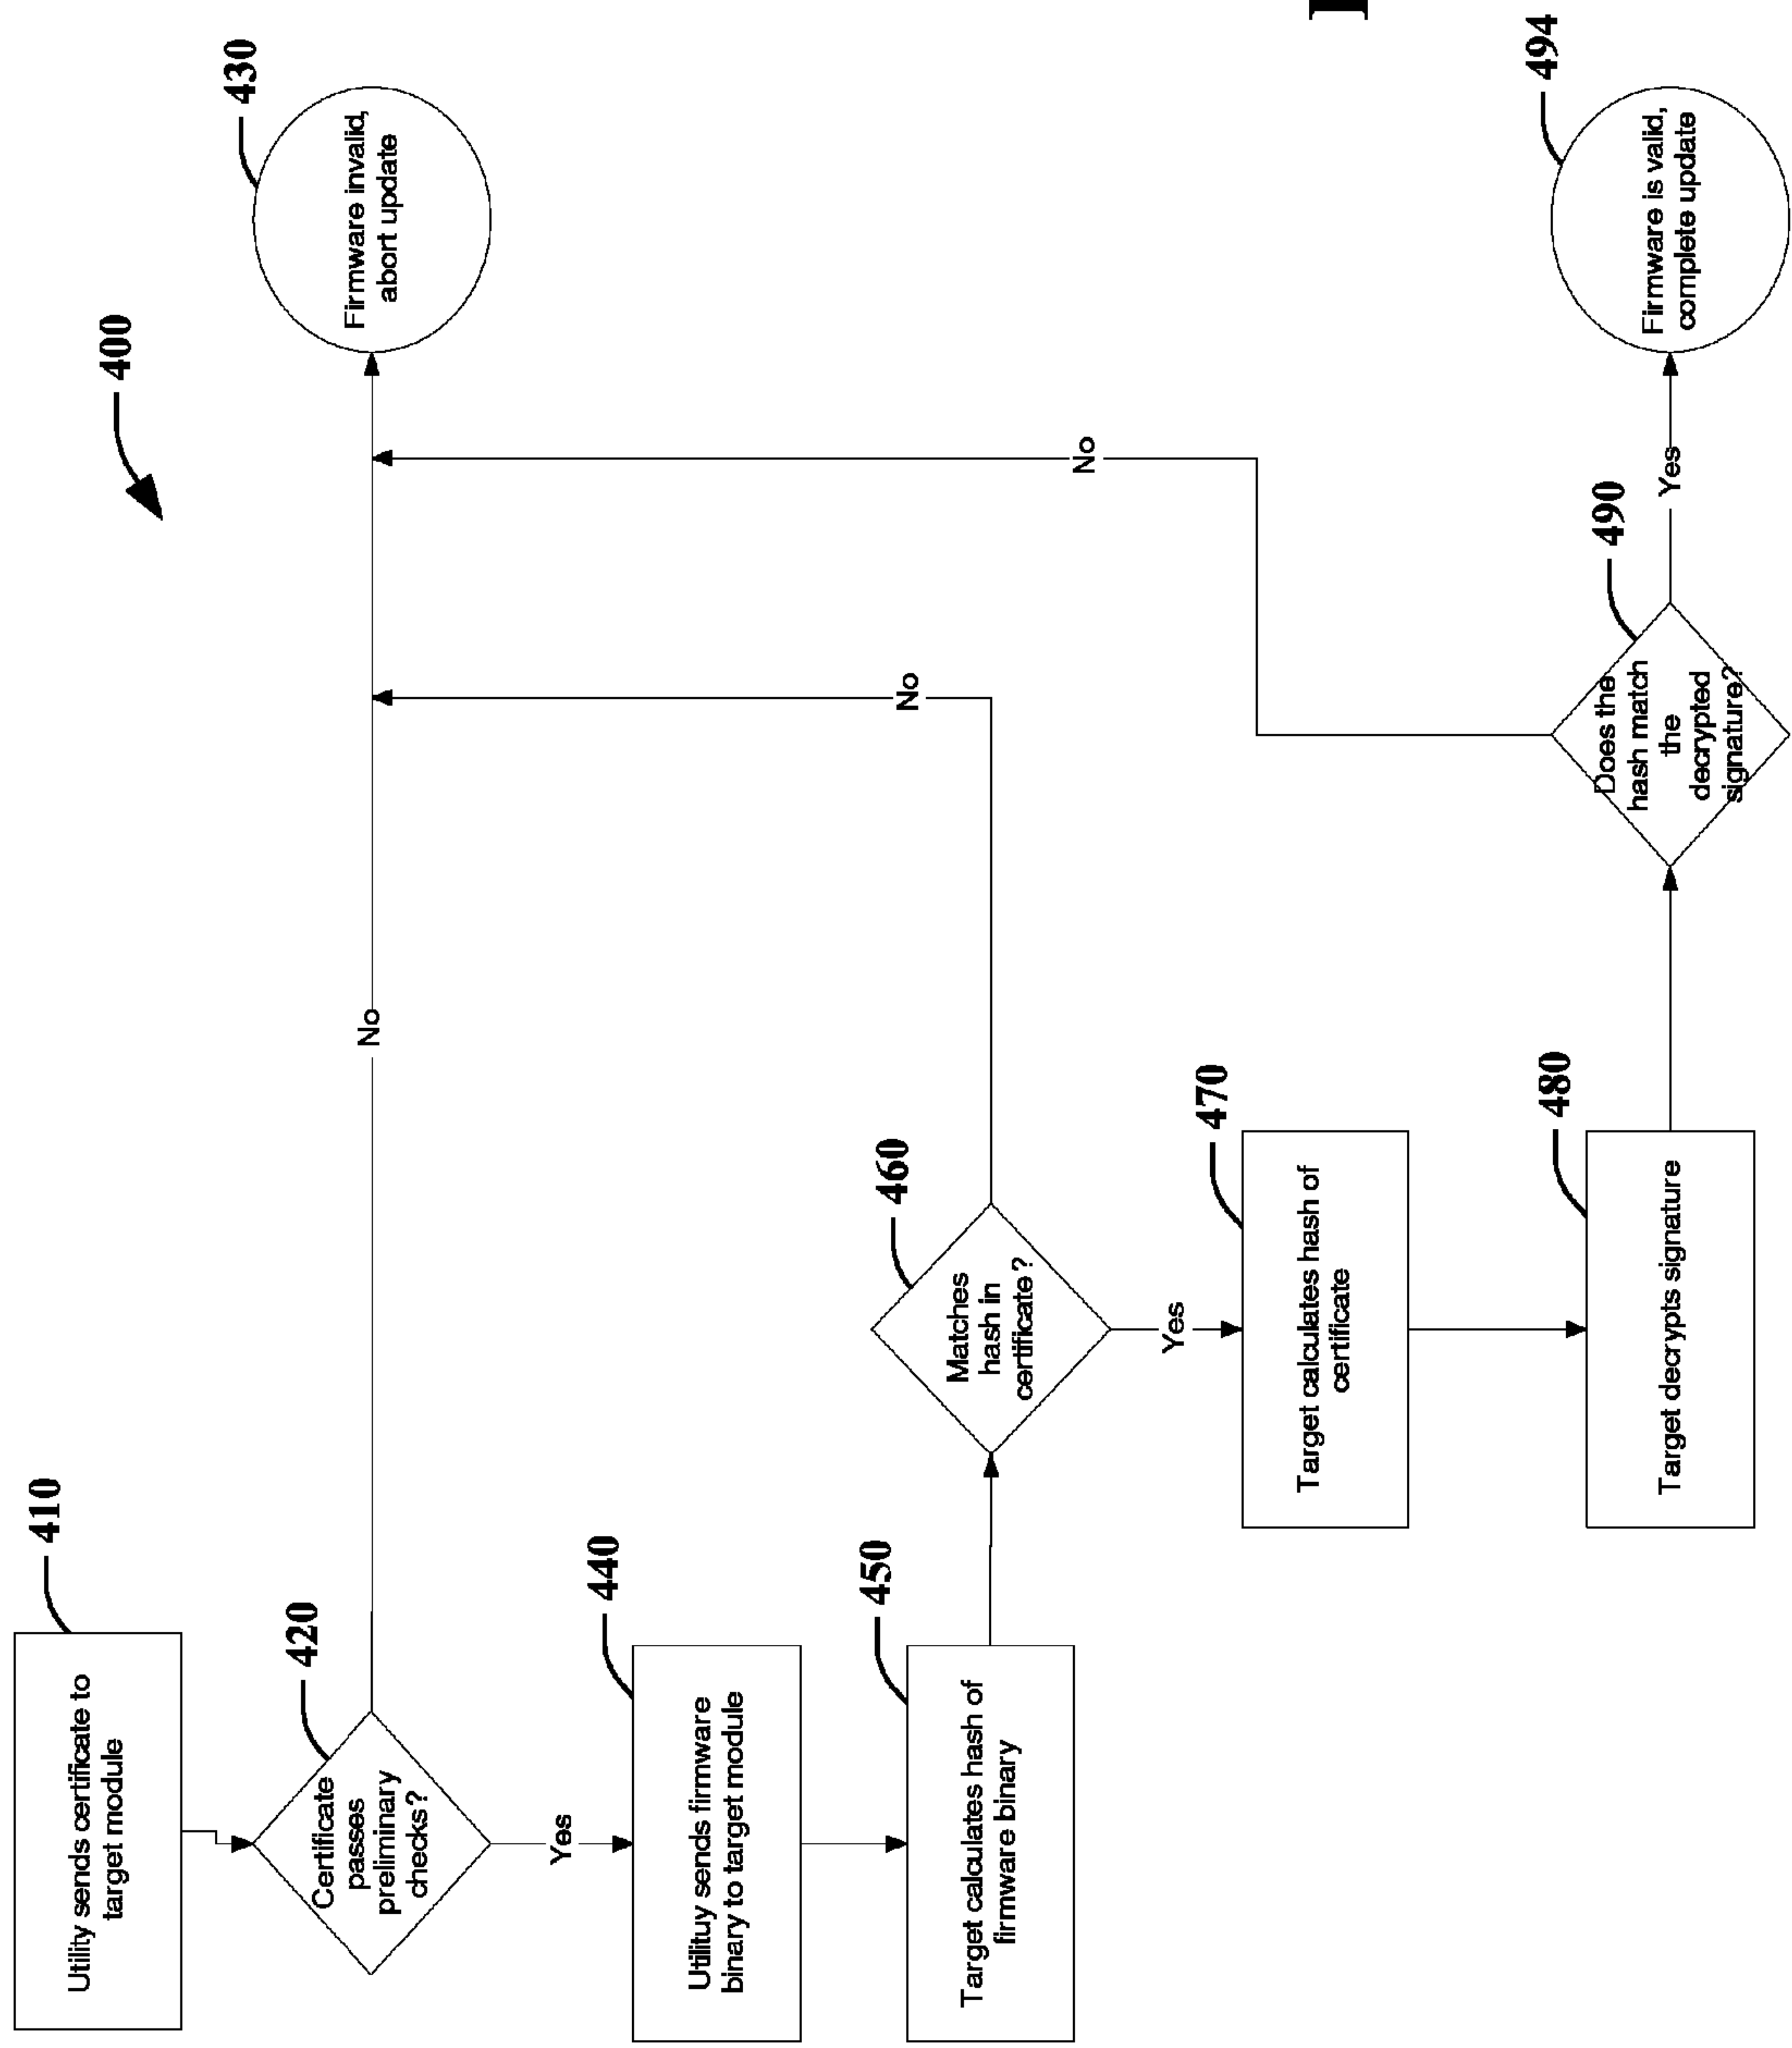 400
410
Utility sends certificate to
target module
420
Certificate
passes
preliminary
checks?
No
430
Firmware invalid,
abort update
Yes
440
Utilituy sends firmware
binary to target module
450
Target calculates hash of
firmware binary
460
Matches
hash in
certificate?
No
Yes
470
Target calculates hash of
certificate
480
Target decrypts signature
490
Does the
hash match
the
decrypted
signature?
No
Yes
494
Firmware is valid,
complete update